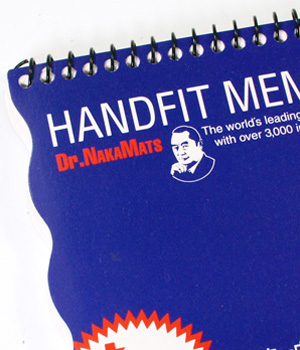 HANDFIT MEM
Dr. NakaMats
The world's leading
with over 3,000 i